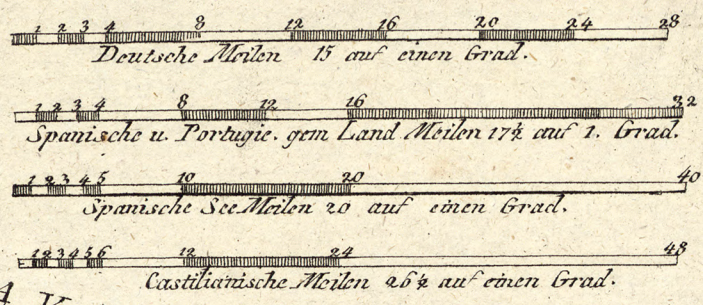 1 2 3 4 8 12 16 20 24 28
Deutsche Meilen 15 auf einen Grad.
1 2 3 4 8 12 16 32
Spanische u. Portugie. gem Land Meilen 17½ auf 1. Grad.
1 2 3 4 5 10 20 40
Spanische See Meilen 20 auf einen Grad.
1 2 3 4 5 6 12 24 48
Castilianische Meilen 26½ auf einen Grad.